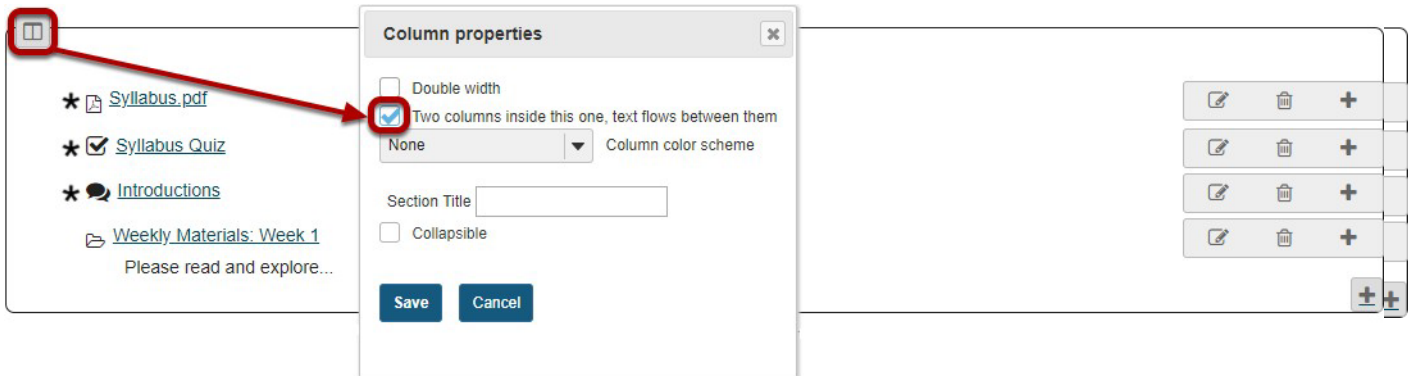 Column properties
Double width
Two columns inside this one, text flows between them
None
Column color scheme
Section Title
Collapsible
Save
Cancel
Syllabus.pdf
Syllabus Quiz
Introductions
Weekly Materials: Week 1
Please read and explore...